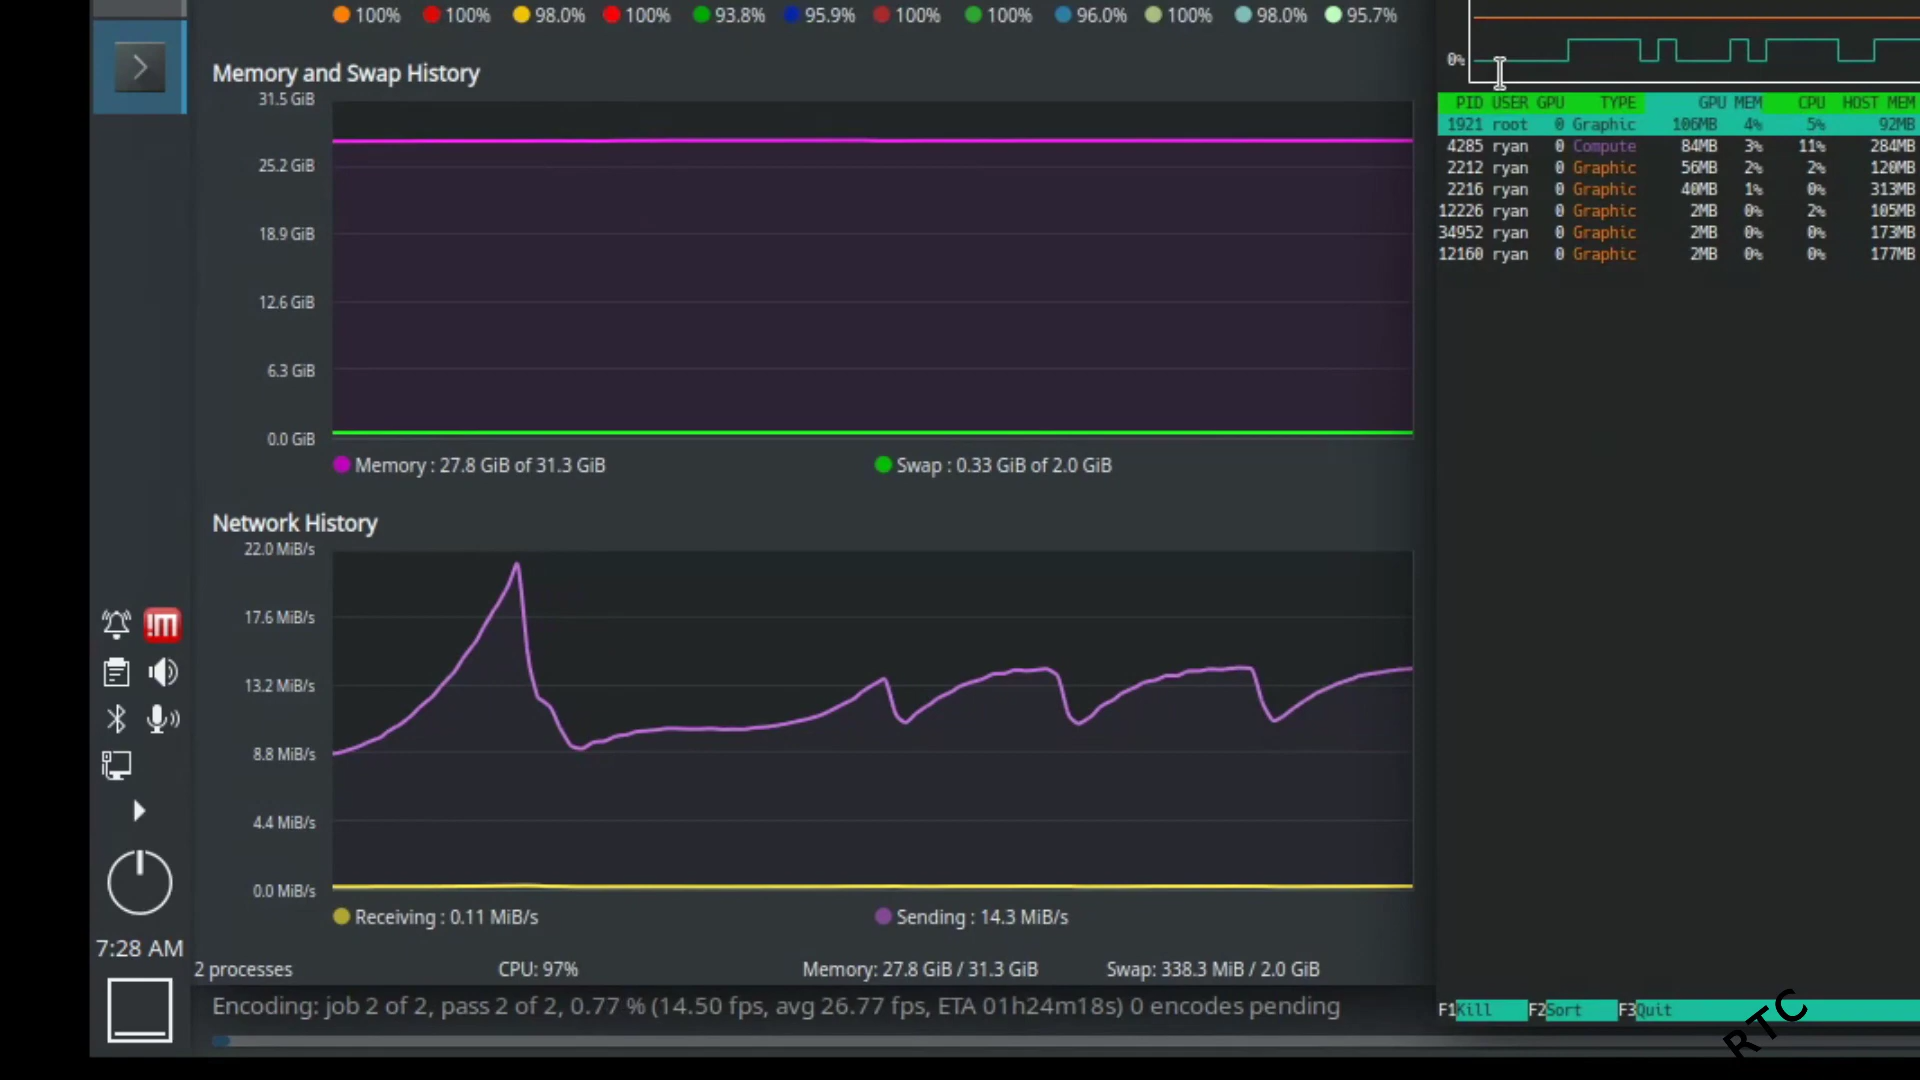 100% 100% 98.0% 100% 93.8% 95.9% 100% 100% 96.0% 100% 98.0% 95.7%
Memory and Swap History
31.5 GiB
25.2 GiB
18.9 GiB
12.6 GiB
6.3 GiB
0.0 GiB
Memory : 27.8 GiB of 31.3 GiB Swap : 0.33 GiB of 2.0 GiB
Network History
22.0 MiB/s
17.6 MiB/s
13.2 MiB/s
8.8 MiB/s
4.4 MiB/s
0.0 MiB/s
Receiving : 0.11 MiB/s Sending : 14.3 MiB/s
2 processes CPU: 97% Memory: 27.8 GiB / 31.3 GiB Swap: 338.3 MiB / 2.0 GiB
Encoding: job 2 of 2, pass 2 of 2, 0.77 % (14.50 fps, avg 26.77 fps, ETA 01h24m18s) 0 encodes pending
!m
7:28 AM
0%
PID USER GPU TYPE GPU MEM CPU HOST MEM
1921 root 0 Graphic 106MB 4% 5% 92MB
4285 ryan 0 Compute 84MB 3% 11% 284MB
2212 ryan 0 Graphic 56MB 2% 2% 120MB
2216 ryan 0 Graphic 40MB 1% 0% 313MB
12226 ryan 0 Graphic 2MB 0% 2% 105MB
34952 ryan 0 Graphic 2MB 0% 0% 173MB
12160 ryan 0 Graphic 2MB 0% 0% 177MB
F1Kill F2Sort F3Quit
RTC